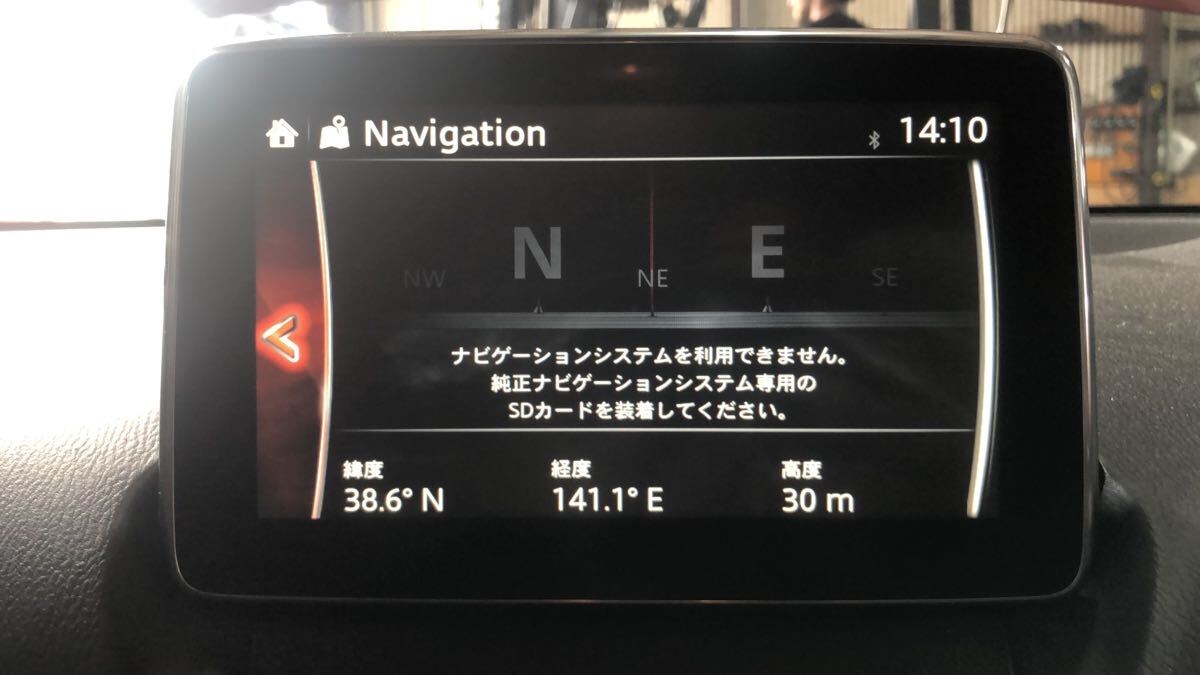 Navigation
14:10
NW N NE E SE
ナビゲーションシステムを利用できません。
純正ナビゲーションシステム専用の
SDカードを装着してください。
緯度 経度 高度
38.6° N 141.1° E 30 m